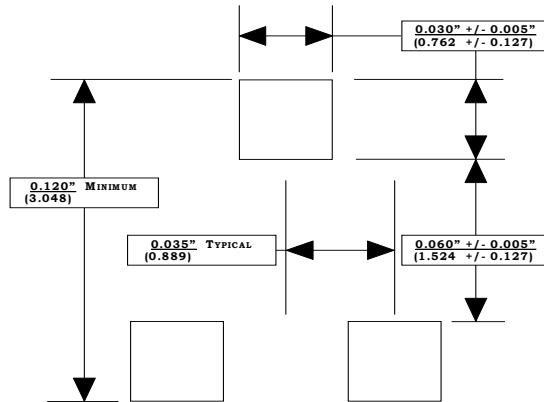 0.030” +/- 0.005”
(0.762 +/- 0.127)
0.120” MINIMUM
(3.048)
0.035” TYPICAL
(0.889)
0.060” +/- 0.005”
(1.524 +/- 0.127)